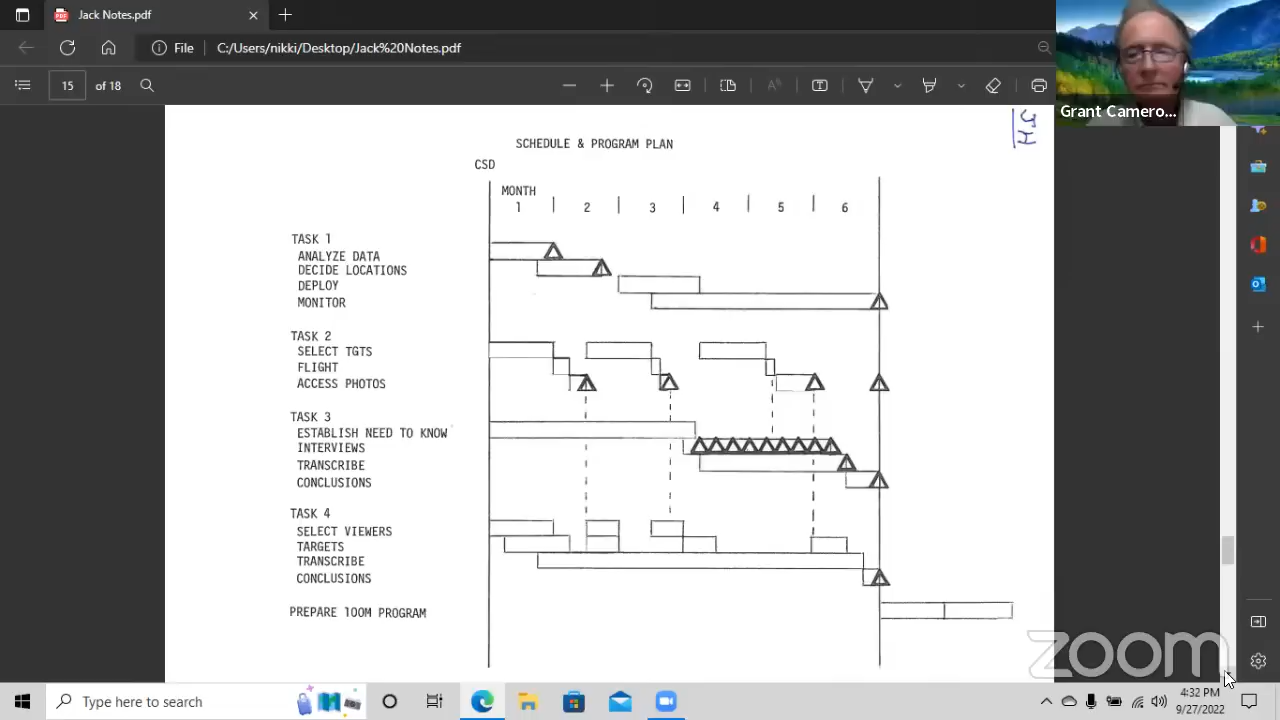 Jack Notes.pdf
File C:/Users/nikki/Desktop/Jack%20Notes.pdf
15 of 18
Grant Camero...
JTH
SCHEDULE & PROGRAM PLAN
CSD
MONTH
1 2 3 4 5 6
TASK 1
ANALYZE DATA
DECIDE LOCATIONS
DEPLOY
MONITOR
TASK 2
SELECT TGTS
FLIGHT
ACCESS PHOTOS
TASK 3
ESTABLISH NEED TO KNOW
INTERVIEWS
TRANSCRIBE
CONCLUSIONS
TASK 4
SELECT VIEWERS
TARGETS
TRANSCRIBE
CONCLUSIONS
PREPARE 100M PROGRAM
zoom
Type here to search
4:32 PM
9/27/2022